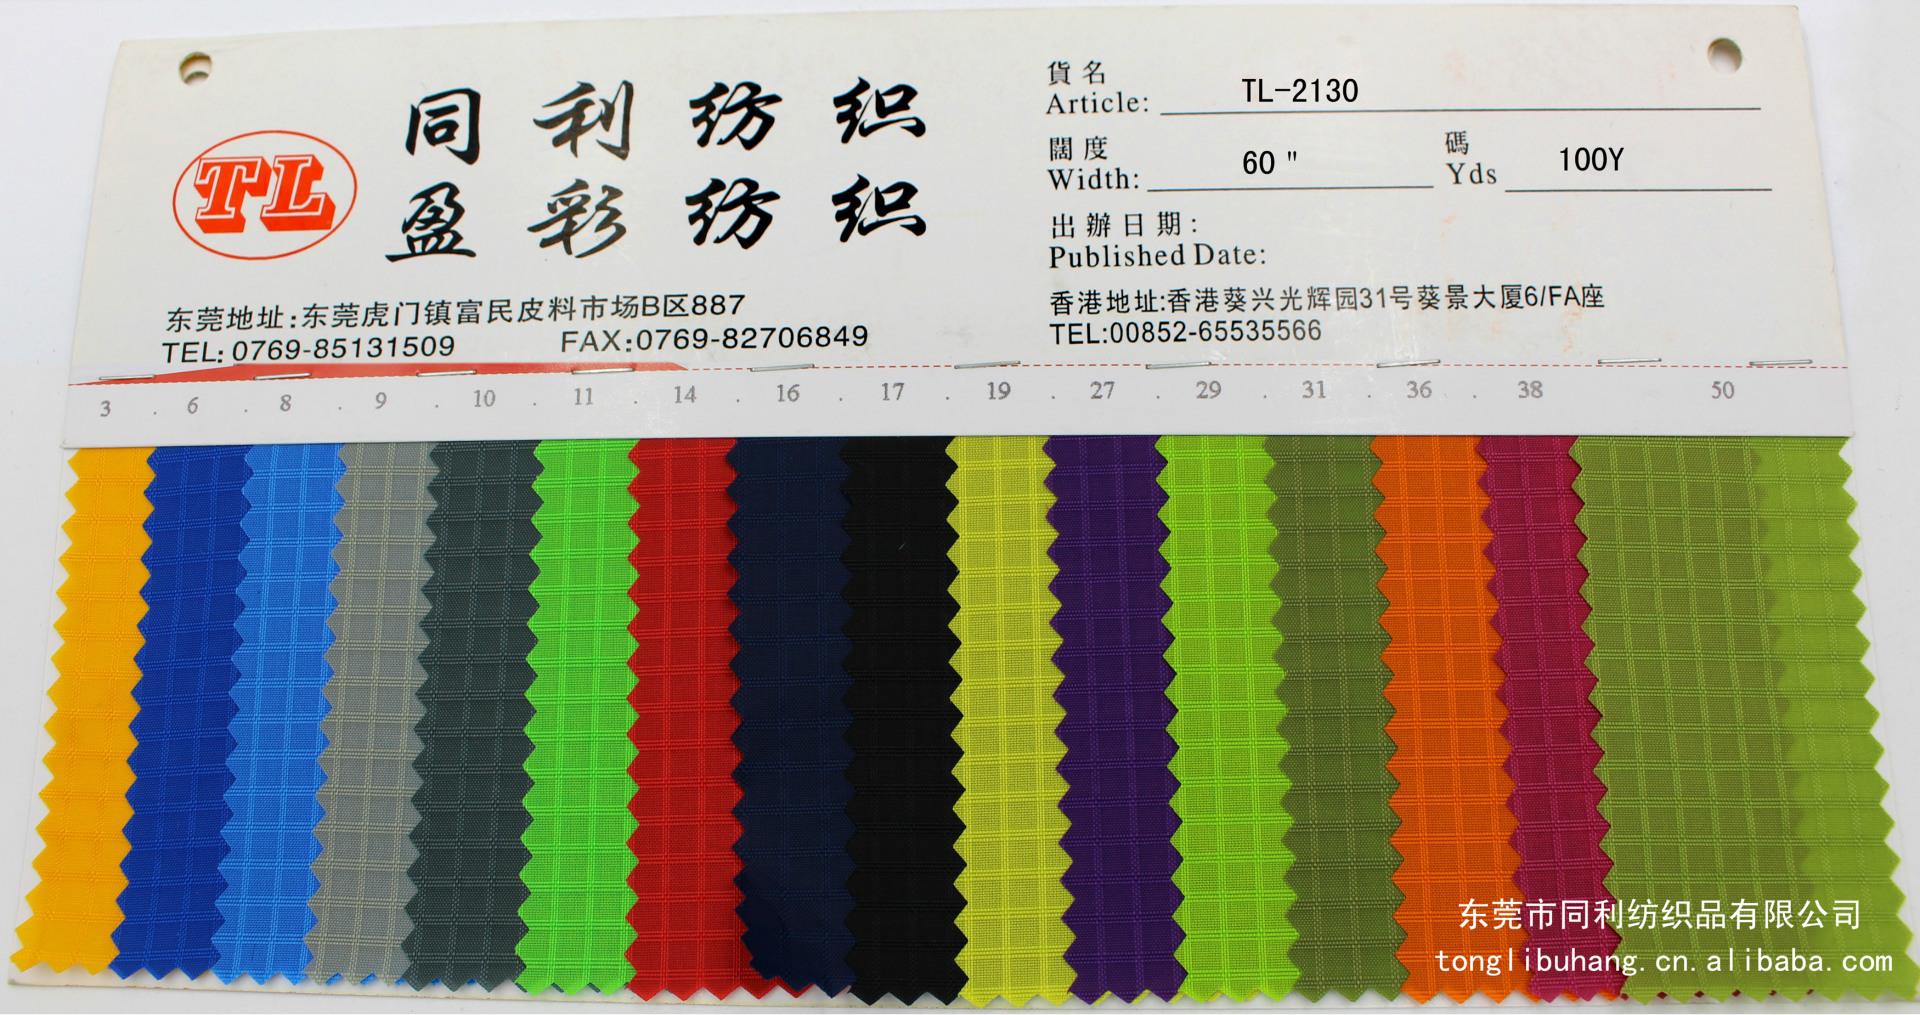 TL
同利纺织
盈彩纺织
东莞地址:东莞虎门镇富民皮料市场B区887
TEL: 0769-85131509 FAX:0769-82706849
貨名
Article: TL-2130
闊度 碼
Width: 60" Yds 100Y
出辦日期:
Published Date:
香港地址:香港葵兴光辉园31号葵景大厦6/FA座
TEL:00852-65535566
3 . 6 . 8 . 9 . 10 . 11 . 14 . 16 . 17 . 19 . 27 . 29 . 31 . 36 . 38 50
东莞市同利纺织品有限公司
tonglibuhang.cn.alibaba.com